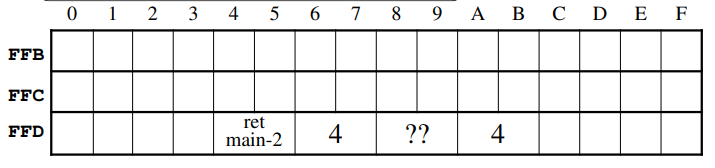 0 1 2 3 4 5 6 7 8 9 A B C D E F
FFB
FFC
FFD ret main-2 4 ?? 4